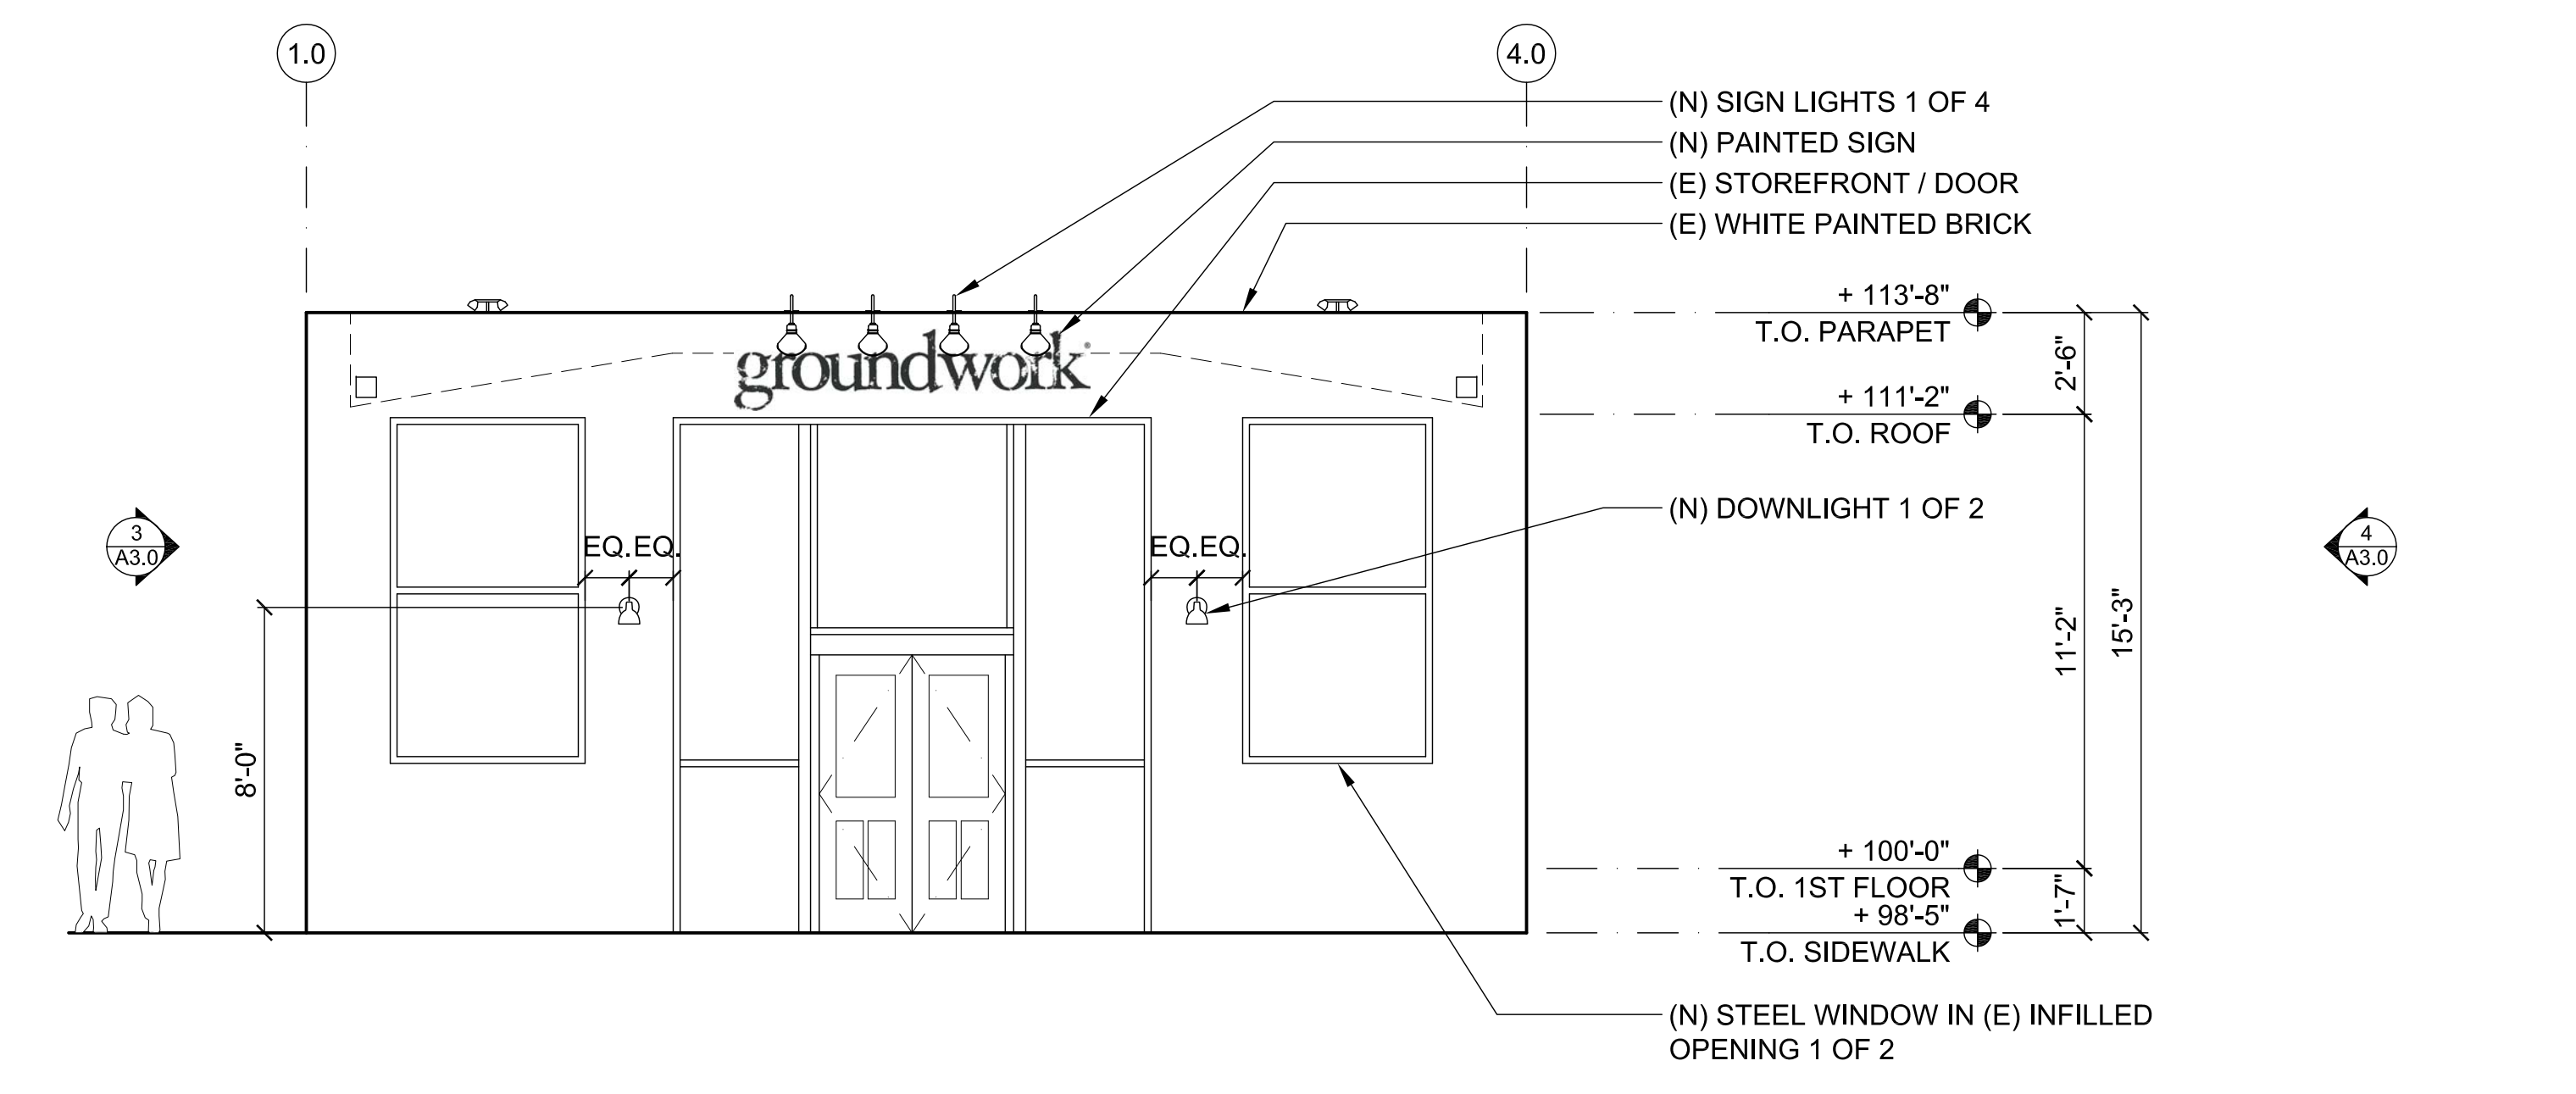 1.0
4.0
(N) SIGN LIGHTS 1 OF 4
(N) PAINTED SIGN
(E) STOREFRONT / DOOR
(E) WHITE PAINTED BRICK
+ 113'-8"
T.O. PARAPET
2'-6"
groundwork®
+ 111'-2"
T.O. ROOF
(N) DOWNLIGHT 1 OF 2
3
A3.0
EQ. EQ.
EQ. EQ.
4
A3.0
11'-2"
15'-3"
8'-0"
+ 100'-0"
T.O. 1ST FLOOR
1'-7"
+ 98'-5"
T.O. SIDEWALK
(N) STEEL WINDOW IN (E) INFILLED
OPENING 1 OF 2